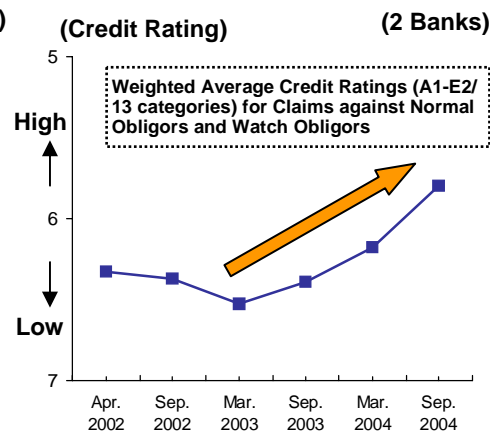 )
(Credit Rating)
(2 Banks)
5
Weighted Average Credit Ratings (A1-E2/
13 categories) for Claims against Normal
Obligors and Watch Obligors
High
6
Low
7
Apr. Sep. Mar. Sep. Mar. Sep.
2002 2002 2003 2003 2004 2004